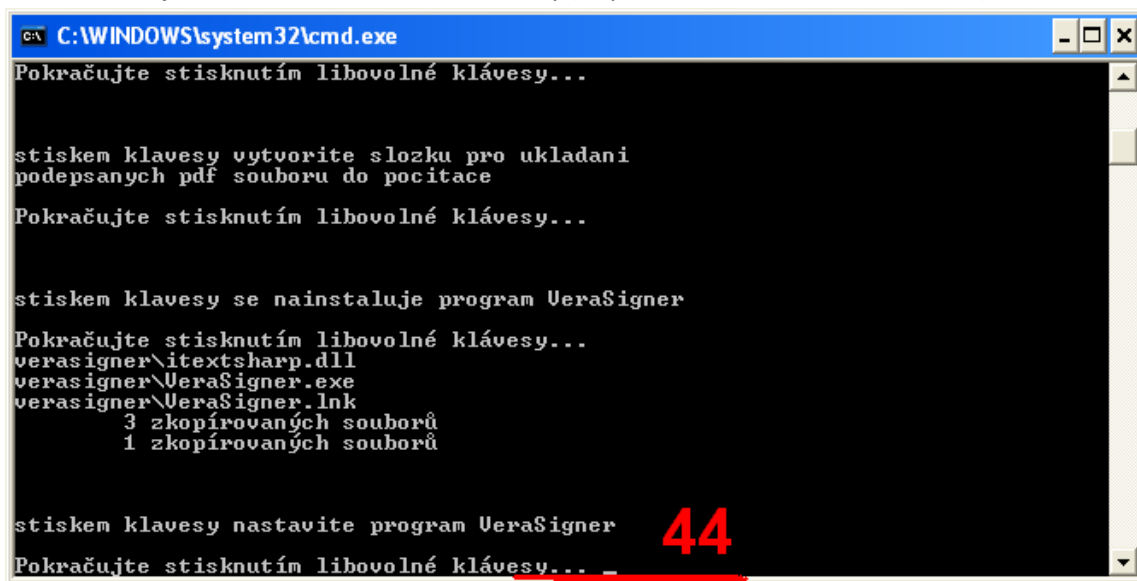 C:\WINDOWS\system32\cmd.exe
Pokračujte stisknutím libovolné klávesy...
stiskem klavesy vytvorite slozku pro ukladani
podepsanych pdf souboru do pocitace
Pokračujte stisknutím libovolné klávesy...
stiskem klavesy se nainstaluje program VeraSigner
Pokračujte stisknutím libovolné klávesy...
verasigner\itextsharp.dll
verasigner\VeraSigner.exe
verasigner\VeraSigner.lnk
3 zkopírovaných souborů
1 zkopírovaných souborů
stiskem klavesy nastavite program VeraSigner
44
Pokračujte stisknutím libovolné klávesy... _